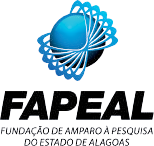 FAPEAL
FUNDAÇÃO DE AMPARO À PESQUISA
DO ESTADO DE ALAGOAS